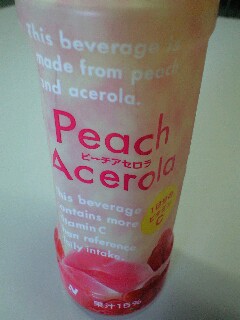 This beverage is
made from peach
and acerola.
Peach
ピーチアセロラ
Acerola
This beverage
contains more
vitamin C
than reference
daily intake.
果汁15%